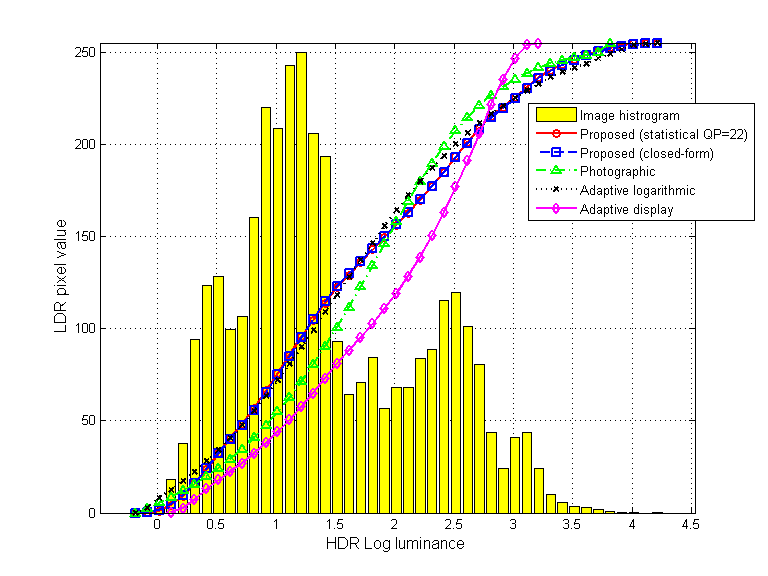 250
200
150
100
50
0
LDR pixel value
Image histrogram
Proposed (statistical QP=22)
Proposed (closed-form)
Photographic
Adaptive logarithmic
Adaptive display
0 0.5 1 1.5 2 2.5 3 3.5 4 4.5
HDR Log luminance